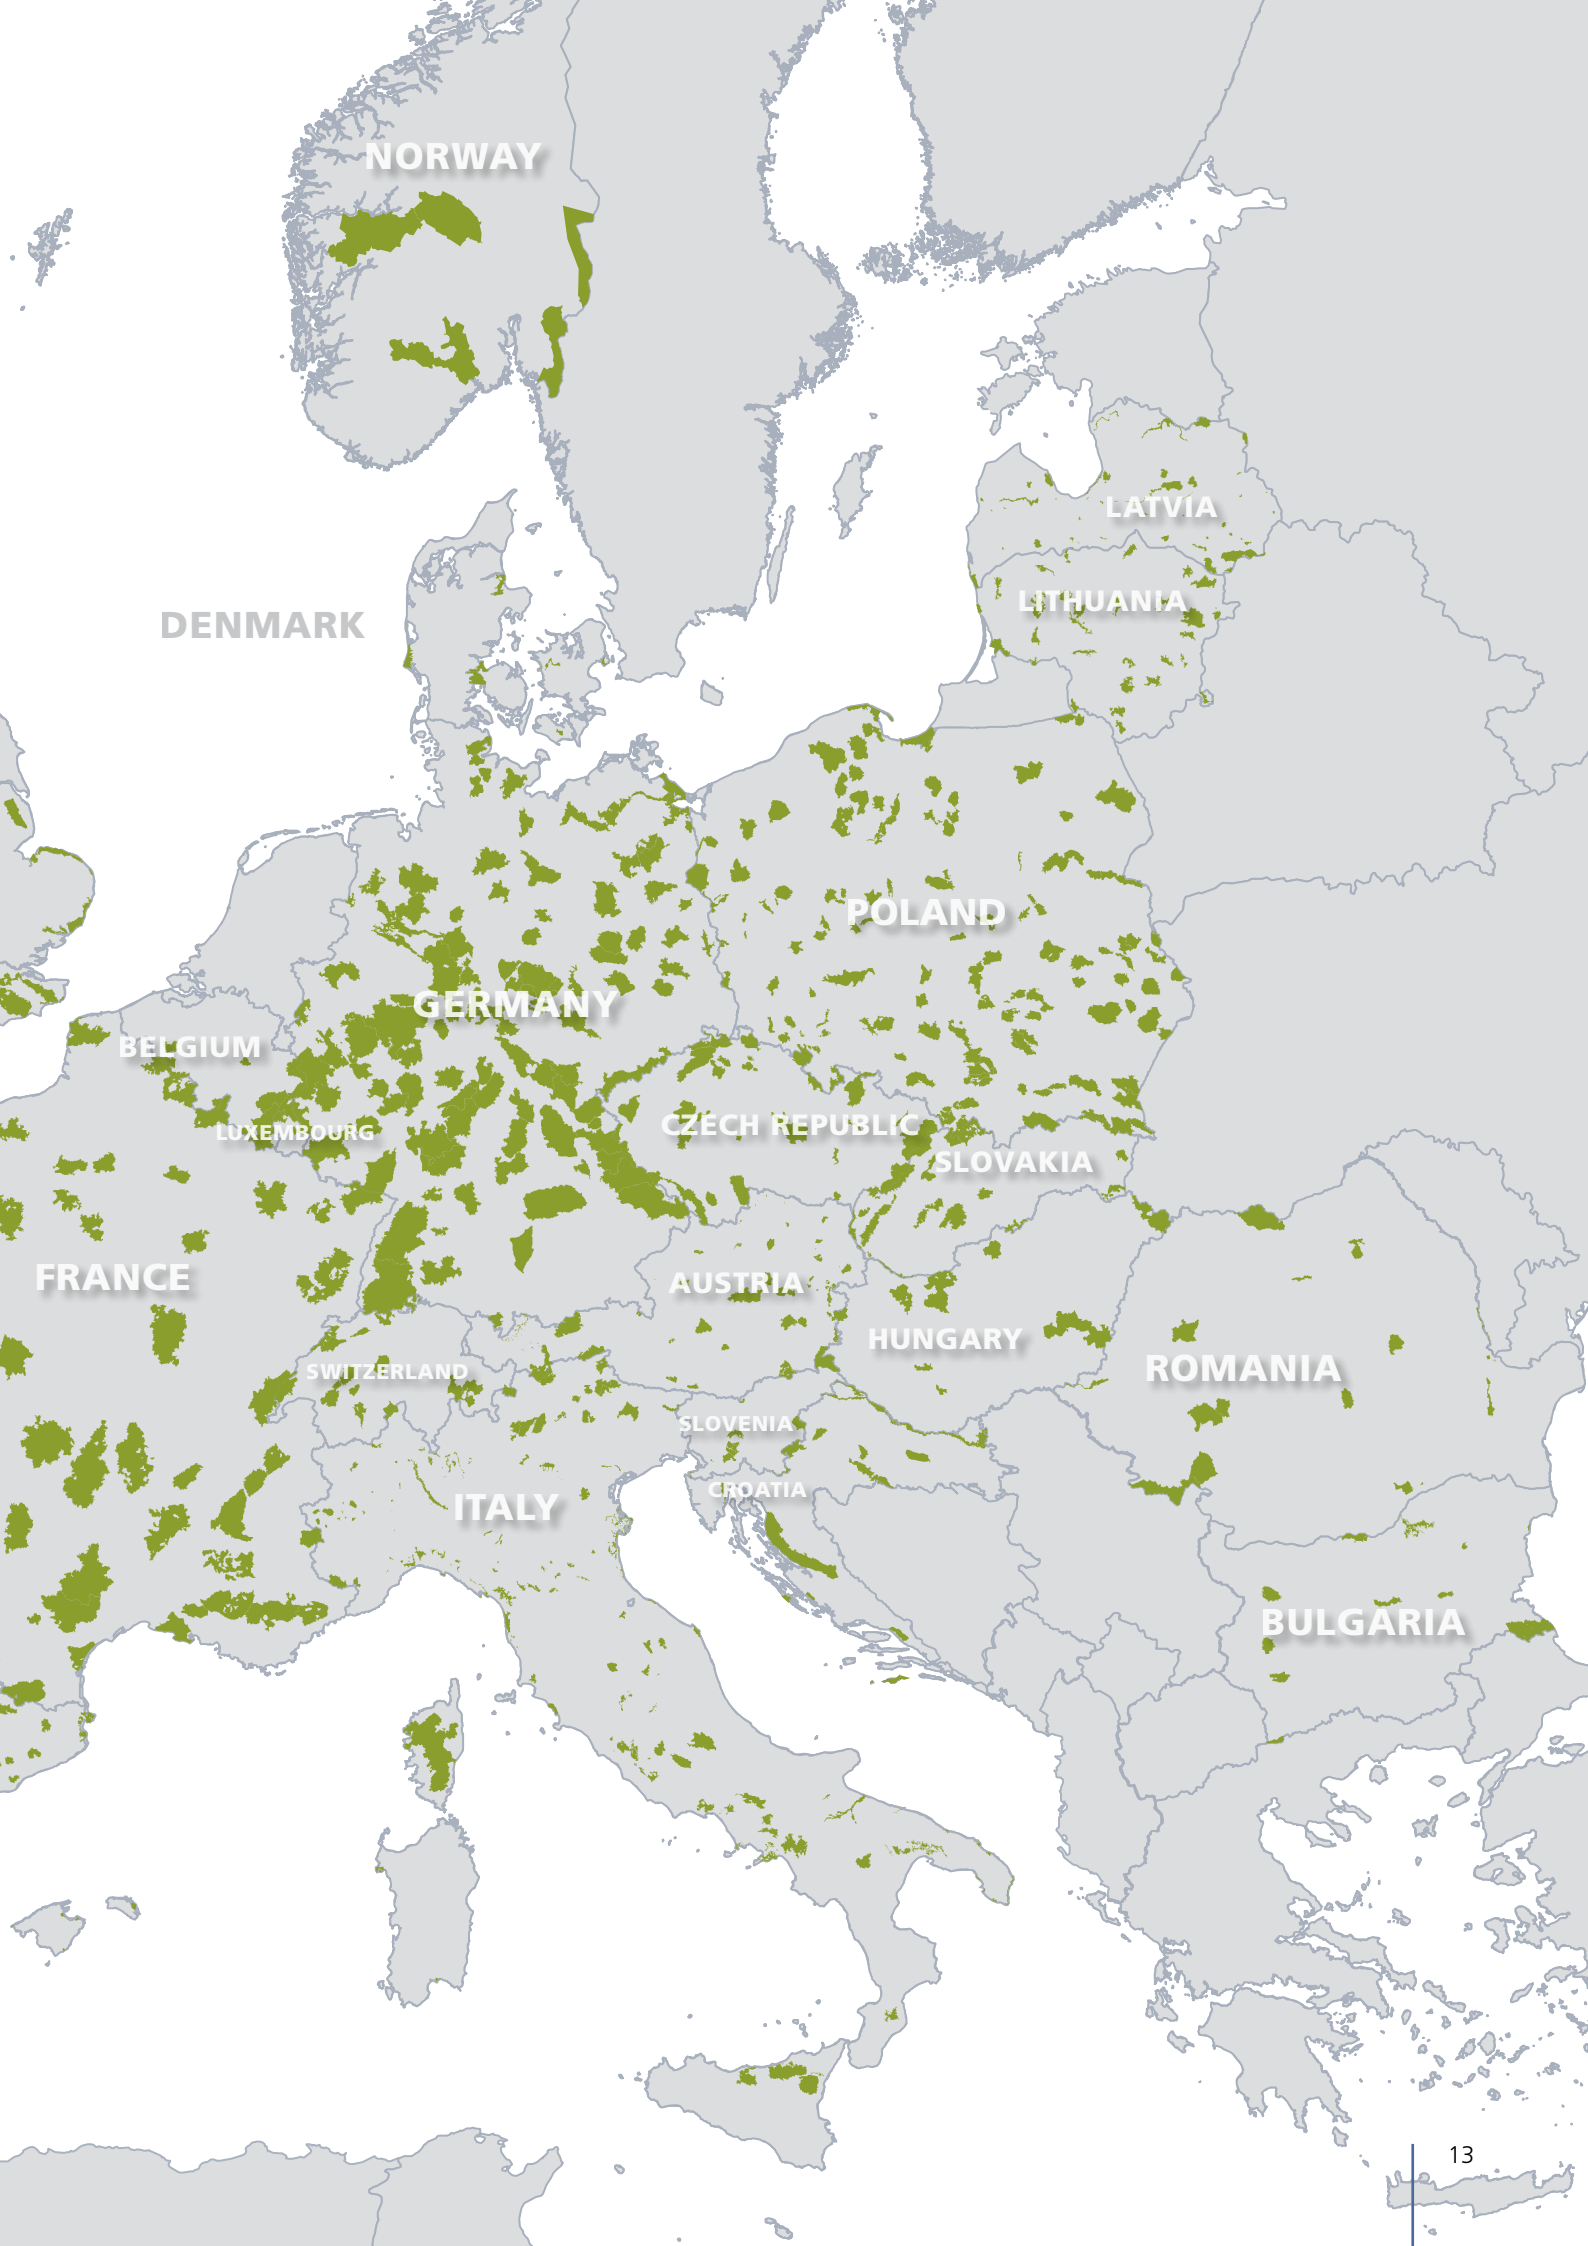 NORWAY
LATVIA
LITHUANIA
DENMARK
POLAND
GERMANY
BELGIUM
CZECH REPUBLIC
LUXEMBOURG
SLOVAKIA
FRANCE
AUSTRIA
HUNGARY
ROMANIA
SWITZERLAND
SLOVENIA
CROATIA
ITALY
BULGARIA
13